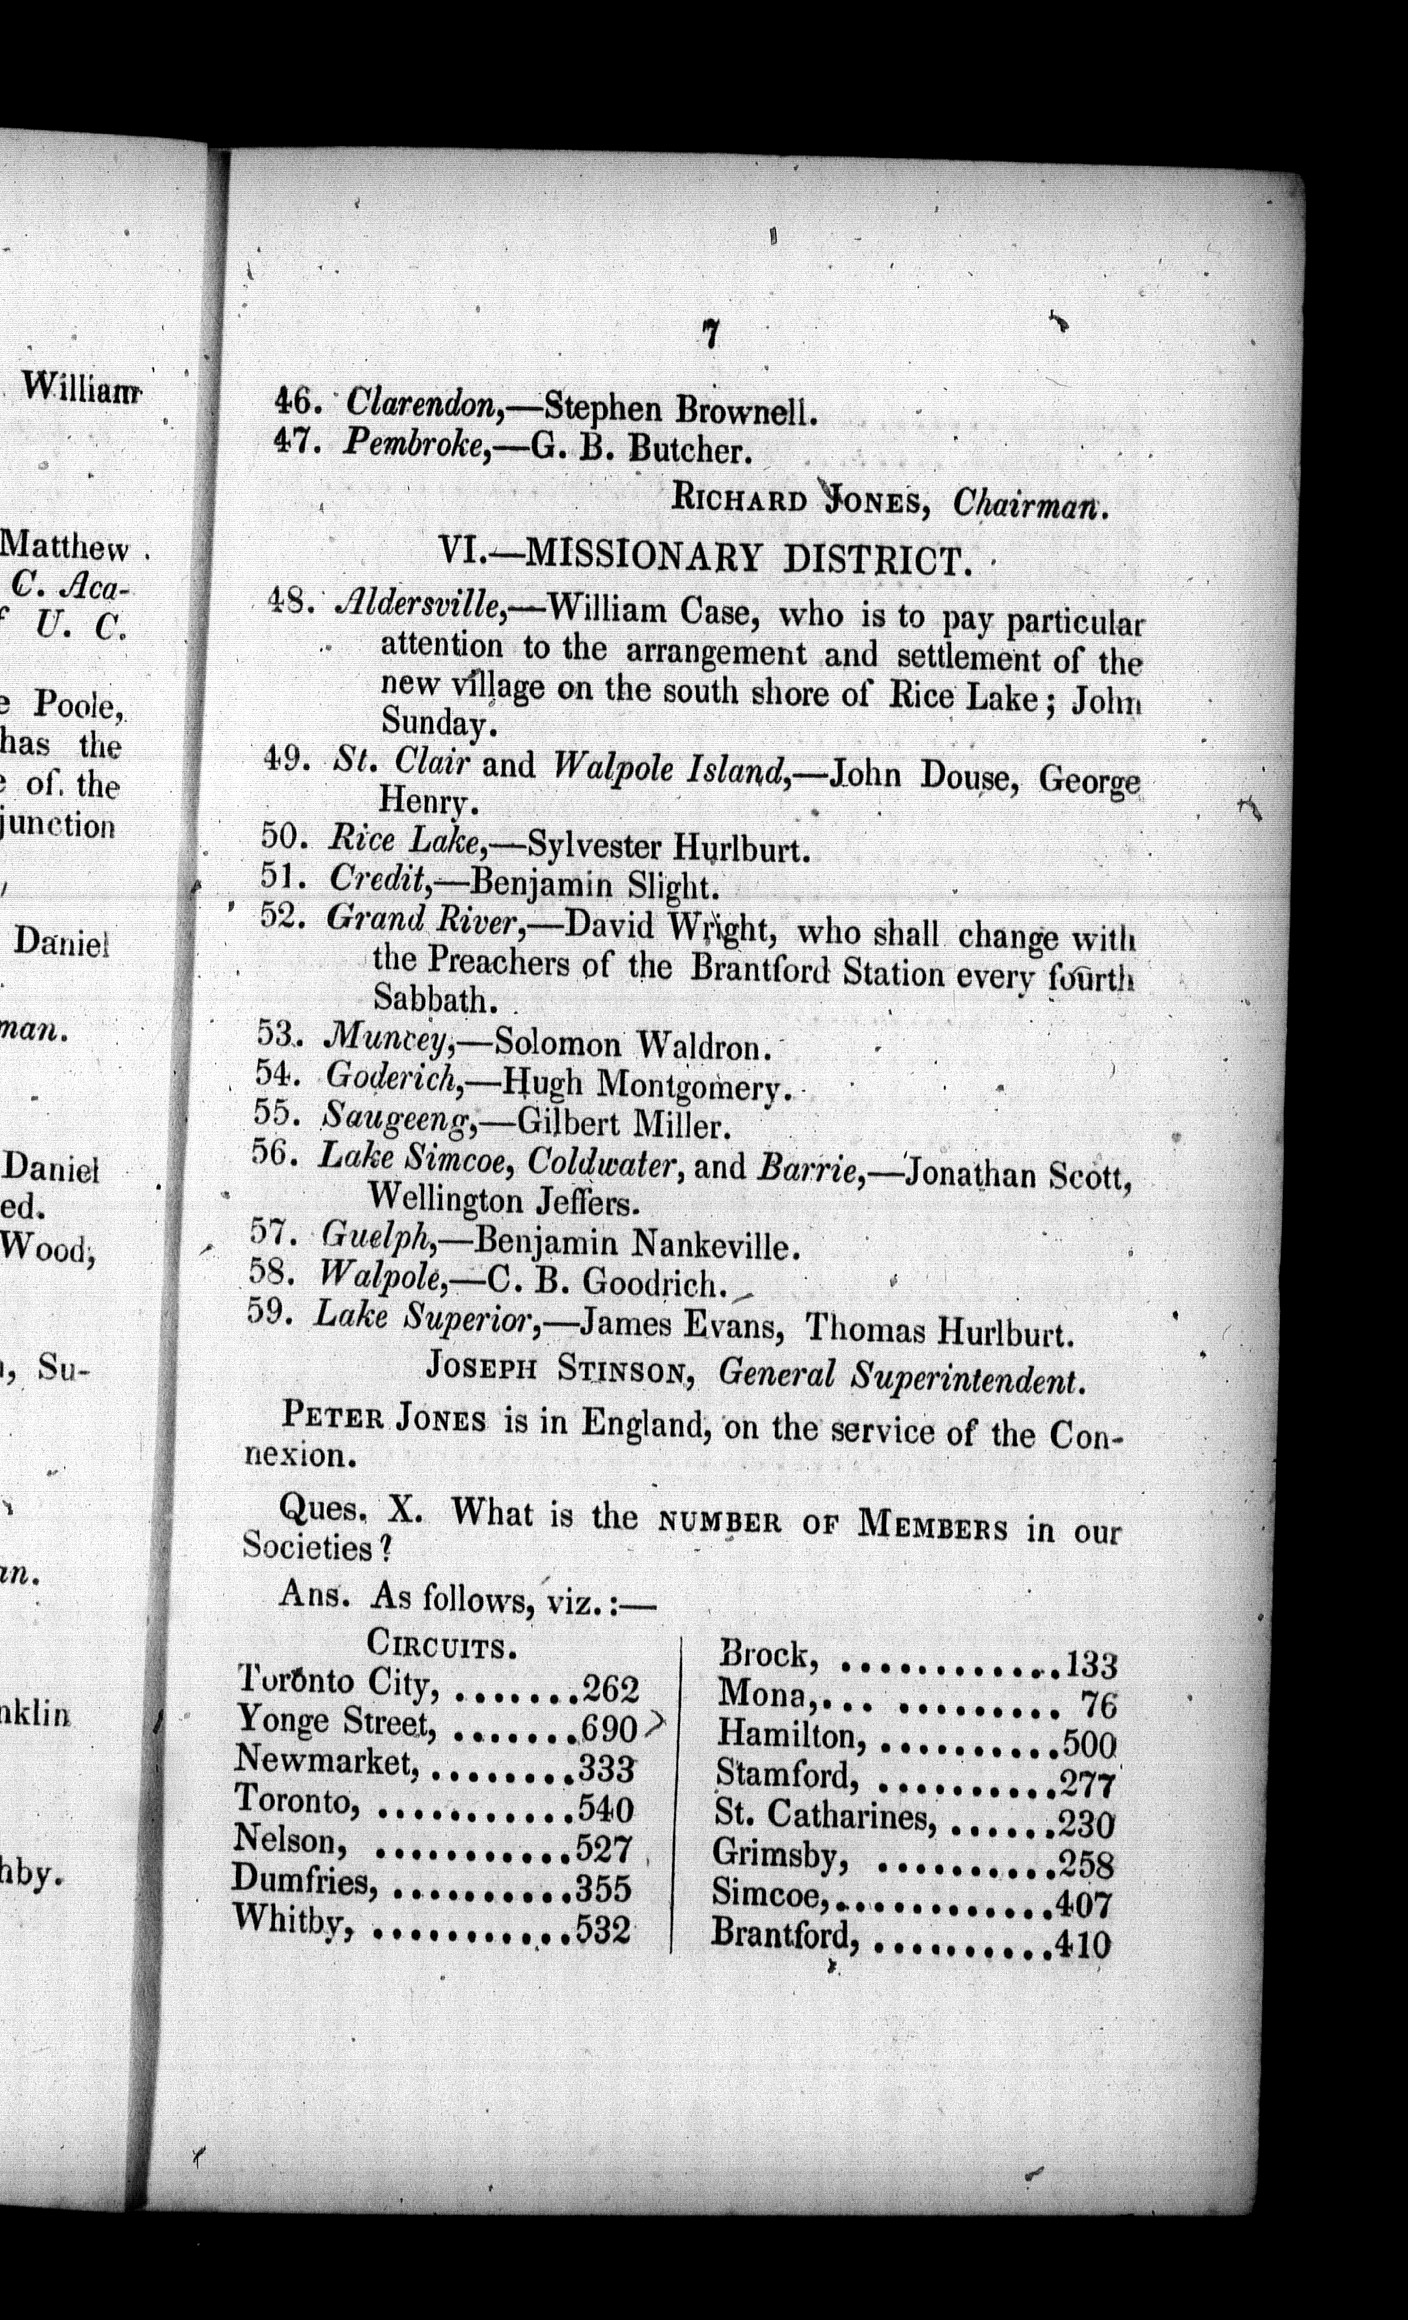 William
Matthew
C. Aca-
U. C.
Poole,
has the
of the
junction
Daniel
man.
Daniel
ed.
Wood,
Su-
an.
nklin
hby.
7
46. Clarendon,—Stephen Brownell.
47. Pembroke,—G. B. Butcher.
RICHARD JONES, Chairman.
VI.—MISSIONARY DISTRICT.
48. Aldersville,—William Case, who is to pay particular
attention to the arrangement and settlement of the
new village on the south shore of Rice Lake; John
Sunday.
49. St. Clair and Walpole Island,—John Douse, George
Henry.
50. Rice Lake,—Sylvester Hurlburt.
51. Credit,—Benjamin Slight.
52. Grand River,—David Wright, who shall change with
the Preachers of the Brantford Station every fourth
Sabbath.
53. Muncey,—Solomon Waldron.
54. Goderich,—Hugh Montgomery.
55. Saugeeng,—Gilbert Miller.
56. Lake Simcoe, Coldwater, and Barrie,—Jonathan Scott,
Wellington Jeffers.
57. Guelph,—Benjamin Nankeville.
58. Walpole,—C. B. Goodrich.
59. Lake Superior,—James Evans, Thomas Hurlburt.
JOSEPH STINSON, General Superintendent.
PETER JONES is in England, on the service of the Con-
nexion.
Ques. X. What is the NUMBER OF MEMBERS in our
Societies?
Ans. As follows, viz.:—
CIRCUITS.
Toronto City, .......262
Yonge Street, .......690
Newmarket, ........333
Toronto, ...........540
Nelson, ...........527
Dumfries, ..........355
Whitby, ...........532
Brock, ............133
Mona,... ......... 76
Hamilton, ..........500
Stamford, ..........277
St. Catharines, ......230
Grimsby, ..........258
Simcoe,............407
Brantford, ..........410